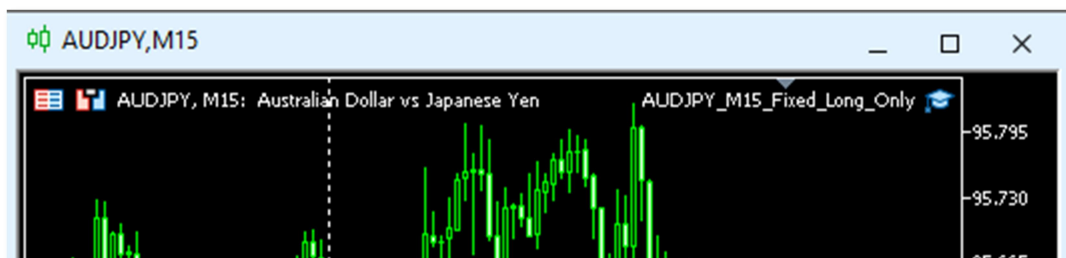 AUDJPY,M15
AUDJPY, M15: Australian Dollar vs Japanese Yen
AUDJPY_M15_Fixed_Long_Only
95.795
95.730